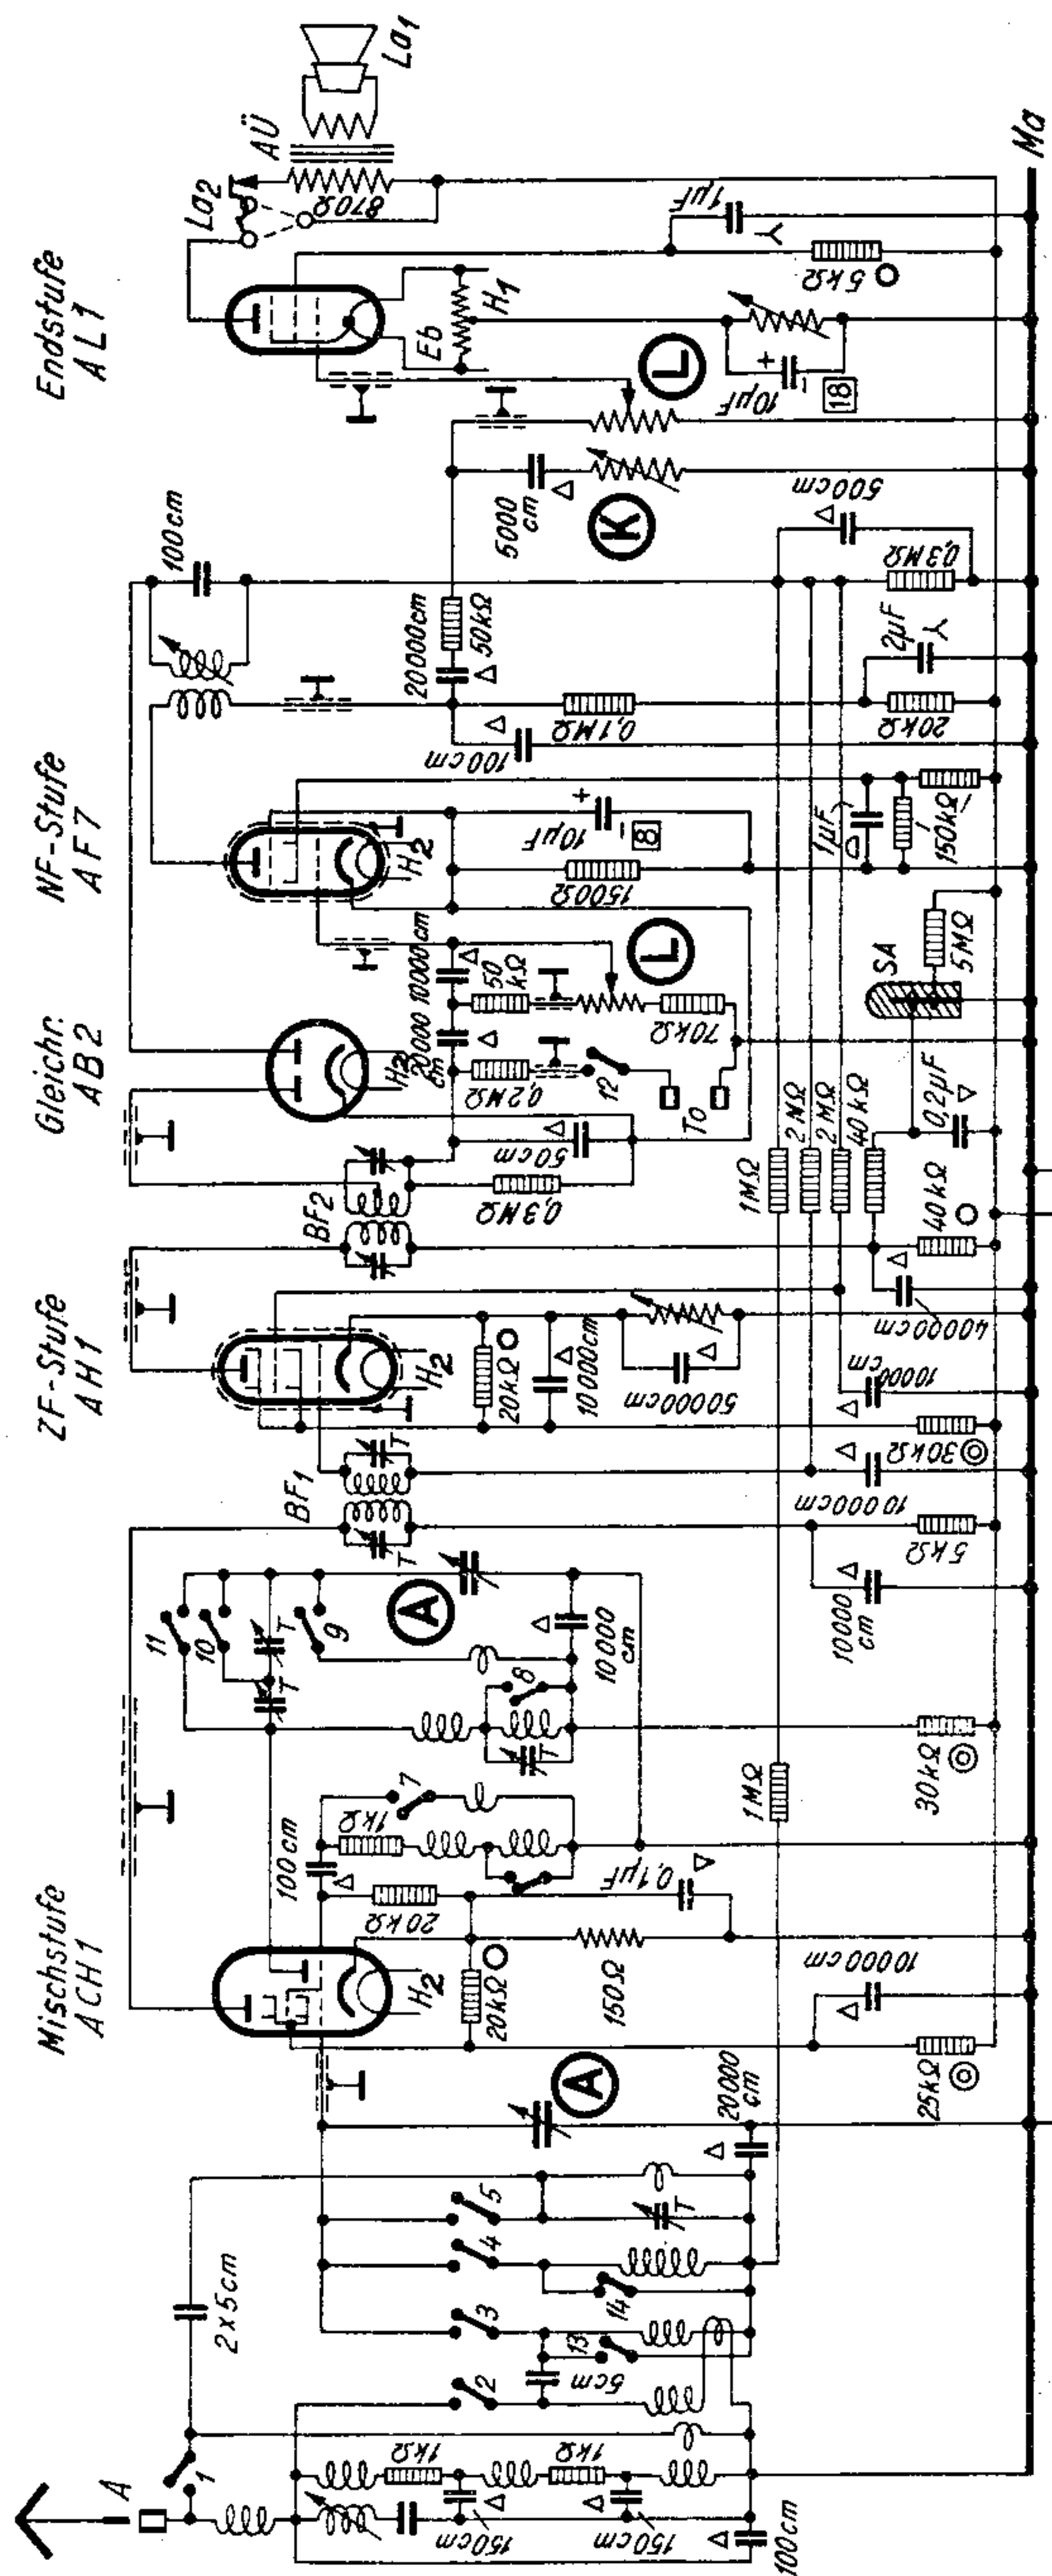 Mischstufe
ACH1
ZF-Stufe
AH1
Gleichr.
AB2
NF-Stufe
AF7
Endstufe
AL1
A
1
2x5cm
1kΩ
1kΩ
150cm
150cm
100cm
2
3
4
5
6cm
13
14
T
A
20000
cm
H2
20kΩ
150Ω
25kΩ
10000cm
100cm
20kΩ
1kΩ
7
0,1µF
1MΩ
11
10
T
T
9
8
T
10000
cm
A
30kΩ
BF1
T
T
10000
cm
5kΩ
10000cm
H2
20kΩ
10000cm
50000cm
30kΩ
10000
cm
40000cm
40kΩ
BF2
T
0,3MΩ
50cm
1MΩ
2MΩ
2MΩ
40kΩ
0,2µF
H2
20000
cm
10000cm
0,2MΩ
50
kΩ
12
To
70kΩ
L
SA
5MΩ
H2
1500Ω
10µF
8
1µF
150kΩ
100cm
100cm
20000cm
50kΩ
0,1MΩ
20kΩ
2µF
0,3MΩ
500cm
5000
cm
K
L
Eb
H1
10µF
18
5kΩ
1µF
La2
870Ω
AÜ
La1
Ma